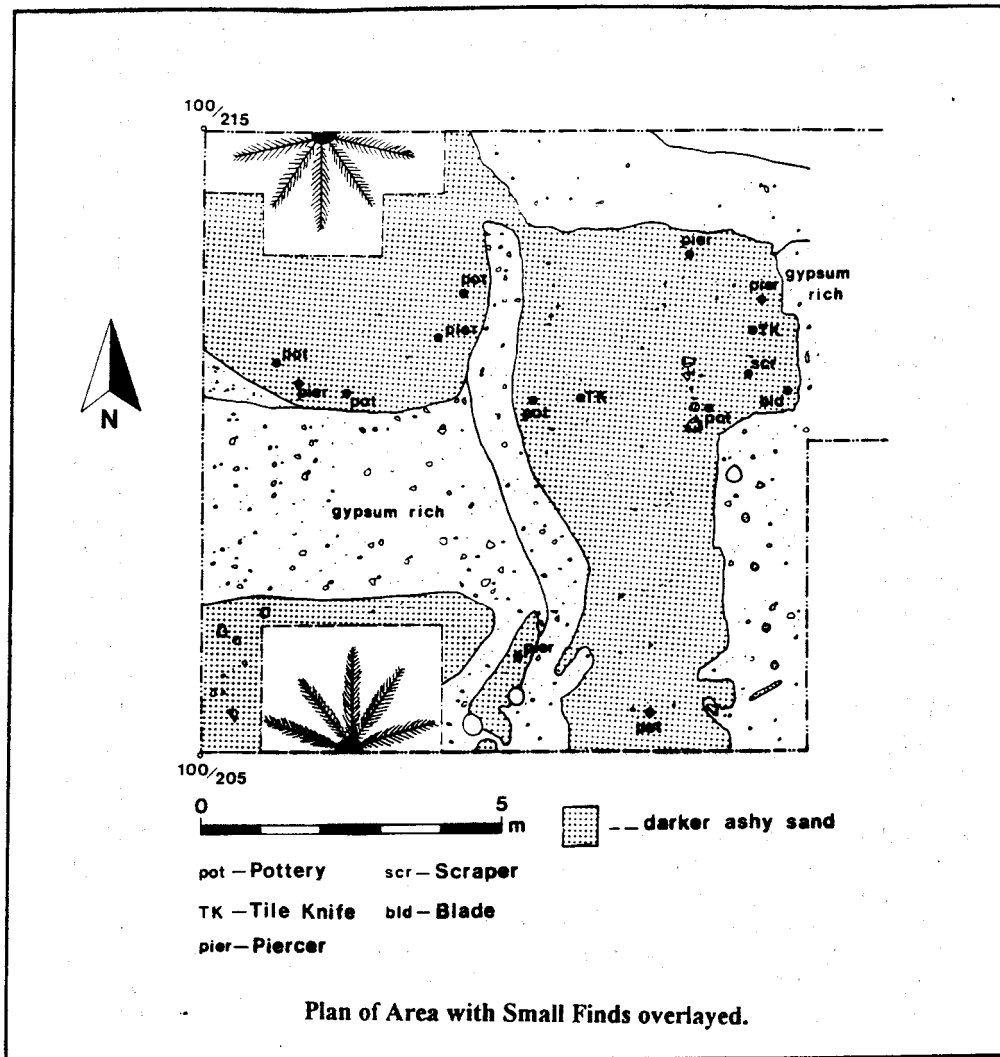 100/215
pier
gypsum
rich
pot
pier
pier
TK
pot
scr
pier
pot
pot
TK
pot
bld
gypsum rich
pier
pot
100/205
N
0 5
m
-- darker ashy sand
pot — Pottery scr — Scraper
TK — Tile Knife bld — Blade
pier — Piercer
Plan of Area with Small Finds overlayed.